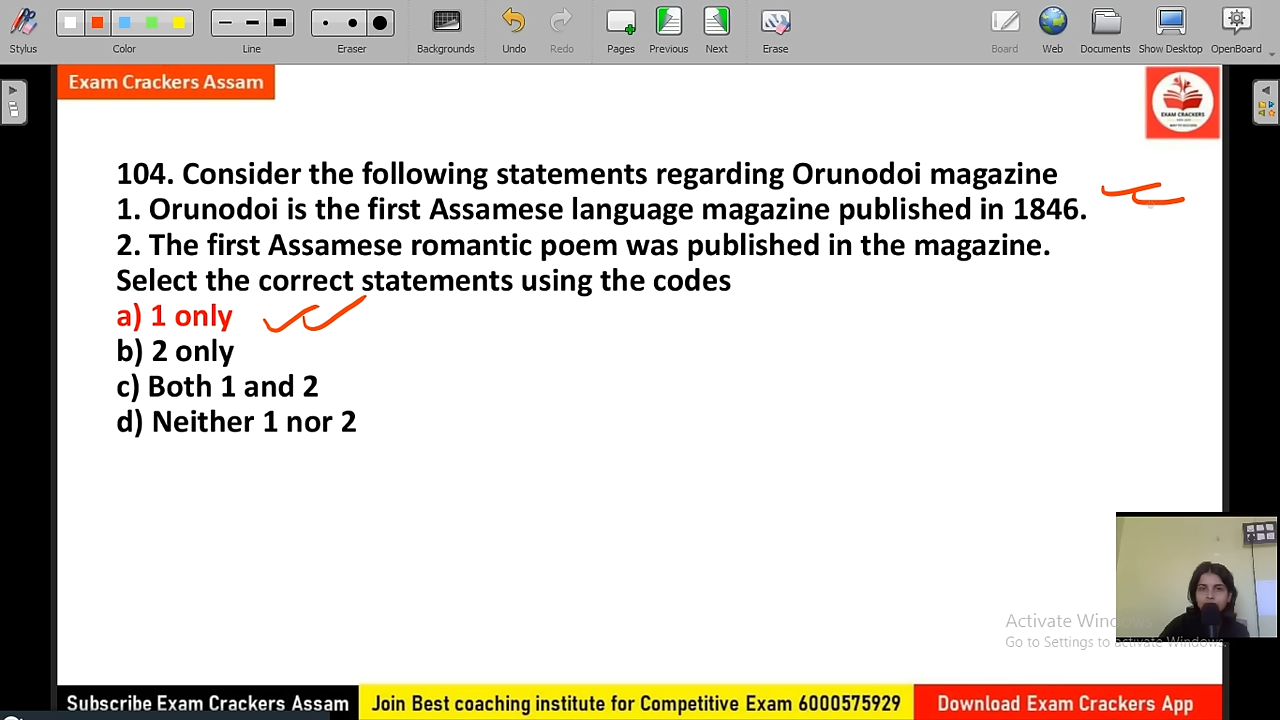 Stylus
Color
Line
Eraser
Backgrounds
Undo
Redo
Pages
Previous
Next
Erase
Board
Web
Documents
Show Desktop
OpenBoard
Exam Crackers Assam
EXAM CRACKERS
104. Consider the following statements regarding Orunodoi magazine
1. Orunodoi is the first Assamese language magazine published in 1846.
2. The first Assamese romantic poem was published in the magazine.
Select the correct statements using the codes
a) 1 only
b) 2 only
c) Both 1 and 2
d) Neither 1 nor 2
Activate Windows
Go to Settings to activate Windows.
Subscribe Exam Crackers Assam
Join Best coaching institute for Competitive Exam 6000575929
Download Exam Crackers App